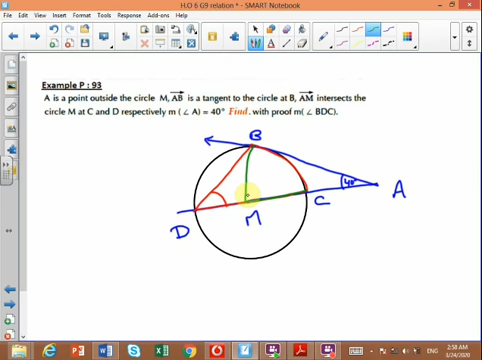 H.O 6 G9 relation * - SMART Notebook
File Edit View Insert Format Tools Add-ons Response Help
Example P : 93
A is a point outside the circle M, AB is a tangent to the circle at B, AM intersects the
circle M at C and D respectively m ( ∠ A) = 40° Find. with proof m( ∠ BDC).
B
40°
A
C
M
D
ENG
2:58 AM
3/24/2020